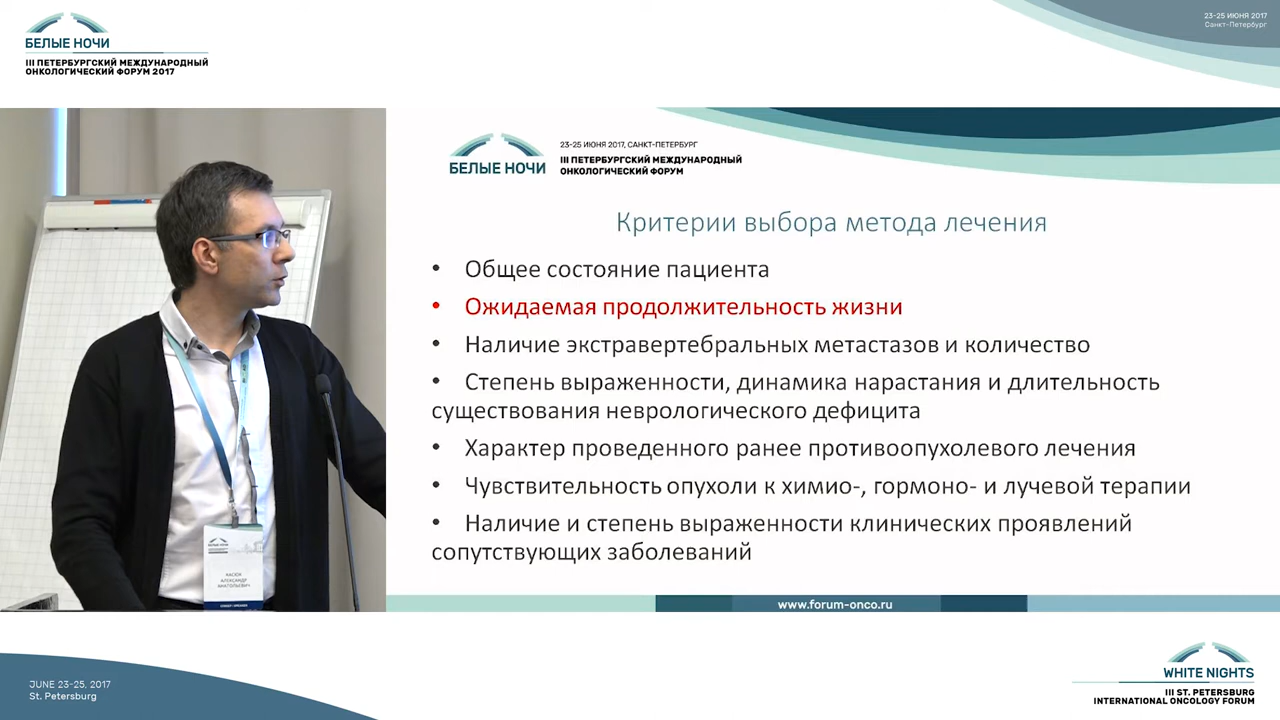 БЕЛЫЕ НОЧИ
III ПЕТЕРБУРГСКИЙ МЕЖДУНАРОДНЫЙ
ОНКОЛОГИЧЕСКИЙ ФОРУМ 2017
23-25 ИЮНЯ 2017
Санкт-Петербург
БЕЛЫЕ НОЧИ
23-25 ИЮНЯ 2017, САНКТ-ПЕТЕРБУРГ
III ПЕТЕРБУРГСКИЙ МЕЖДУНАРОДНЫЙ
ОНКОЛОГИЧЕСКИЙ ФОРУМ
Критерии выбора метода лечения
• Общее состояние пациента
• Ожидаемая продолжительность жизни
• Наличие экстравертебральных метастазов и количество
• Степень выраженности, динамика нарастания и длительность
существования неврологического дефицита
• Характер проведенного ранее противоопухолевого лечения
• Чувствительность опухоли к химио-, гормоно- и лучевой терапии
• Наличие и степень выраженности клинических проявлений
сопутствующих заболеваний
www.forum-onco.ru
АЛЕКСАНДР
АНАТОЛЬЕВИЧ
JUNE 23-25, 2017
St. Petersburg
WHITE NIGHTS
III ST. PETERSBURG
INTERNATIONAL ONCOLOGY FORUM